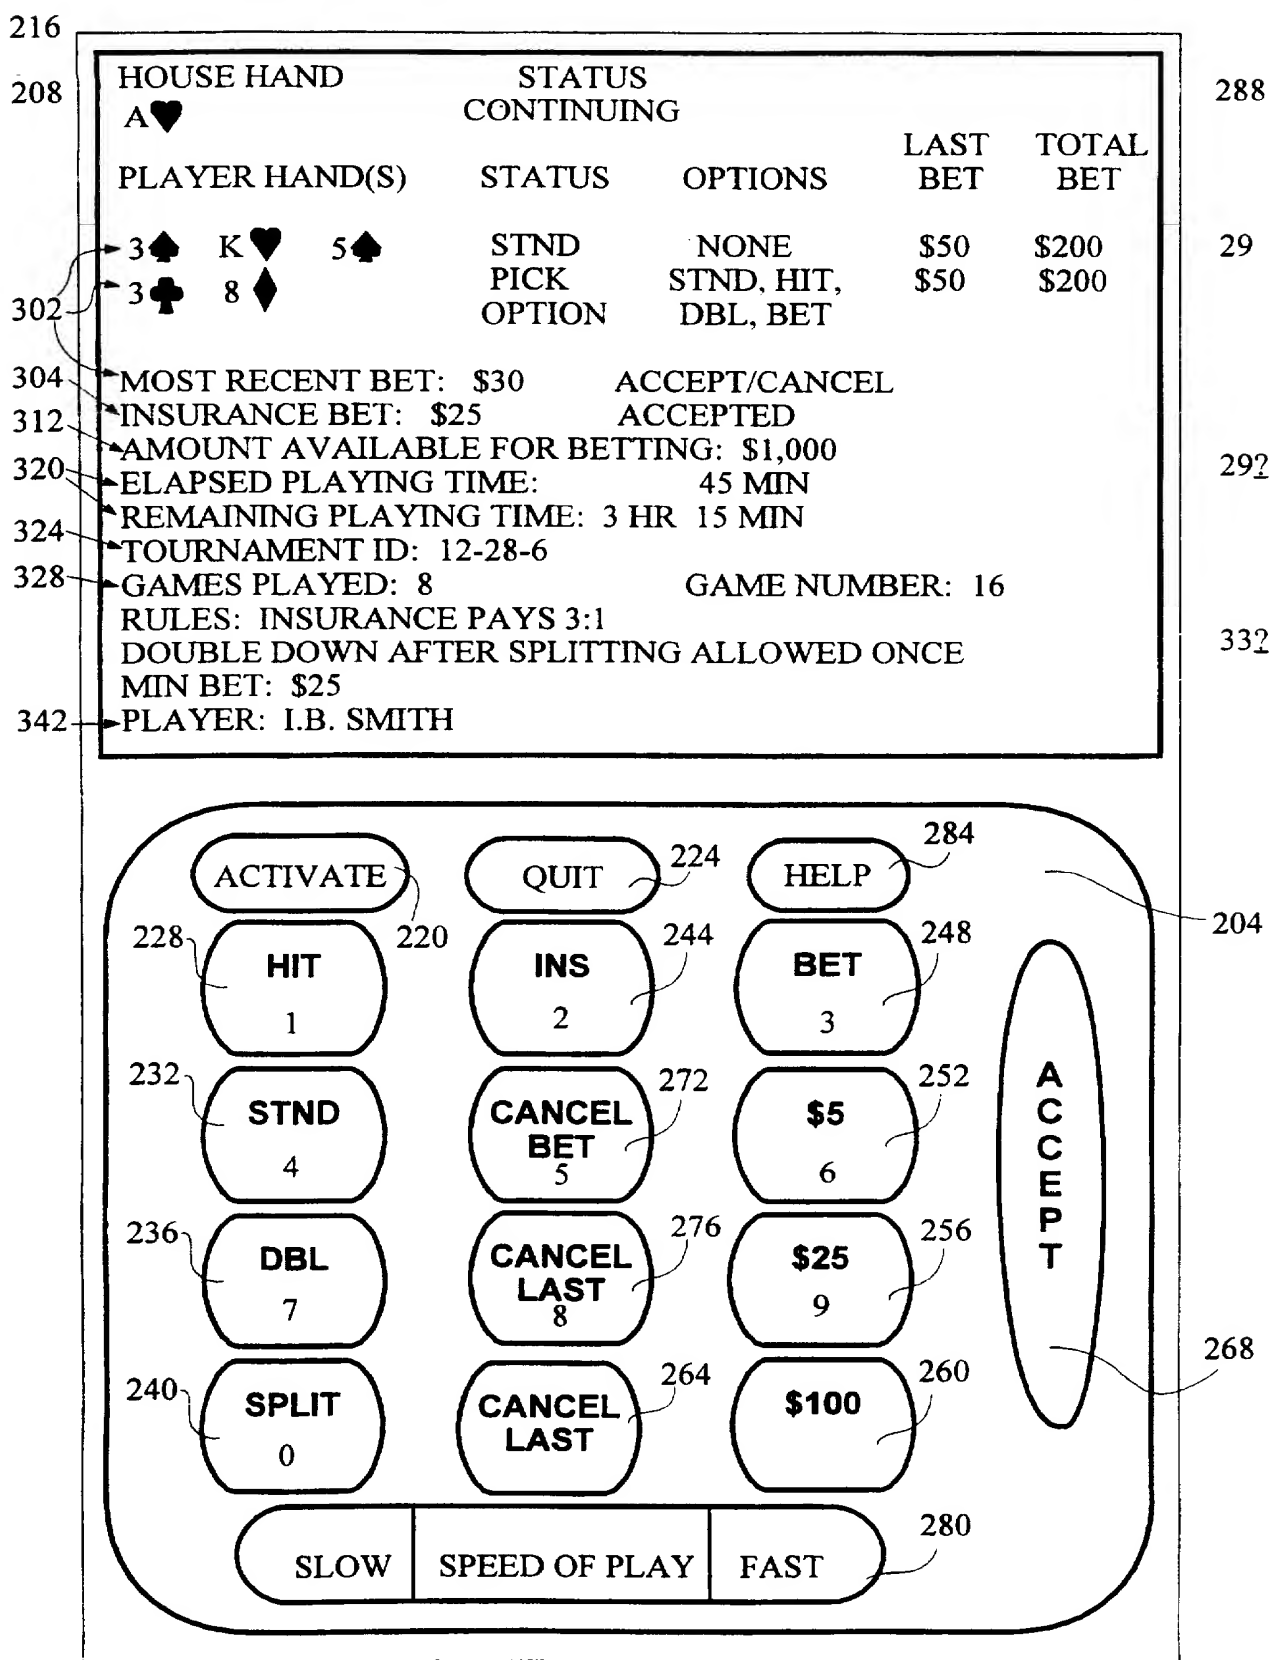 216
208 HOUSE HAND STATUS 288
A♥ CONTINUING
LAST TOTAL
PLAYER HAND(S) STATUS OPTIONS BET BET
3♠ K♥ 5♠ STND NONE $50 $200 29
3♣ 8♦ PICK STND, HIT, $50 $200
302 OPTION DBL, BET
304 MOST RECENT BET: $30 ACCEPT/CANCEL
312 INSURANCE BET: $25 ACCEPTED
AMOUNT AVAILABLE FOR BETTING: $1,000
320 ELAPSED PLAYING TIME: 45 MIN 29?
REMAINING PLAYING TIME: 3 HR 15 MIN
324 TOURNAMENT ID: 12-28-6
328 GAMES PLAYED: 8 GAME NUMBER: 16
RULES: INSURANCE PAYS 3:1
DOUBLE DOWN AFTER SPLITTING ALLOWED ONCE 33?
MIN BET: $25
342 PLAYER: I.B. SMITH
ACTIVATE QUIT 224 HELP 284
228 220 244 248 204
HIT INS BET
1 2 3
232 272 252
STND CANCEL $5
BET
4 5 6
236 276 256
DBL CANCEL $25
LAST
7 8 9
ACCEPT
268
240 264 260
SPLIT CANCEL $100
LAST
0
280
SLOW SPEED OF PLAY FAST